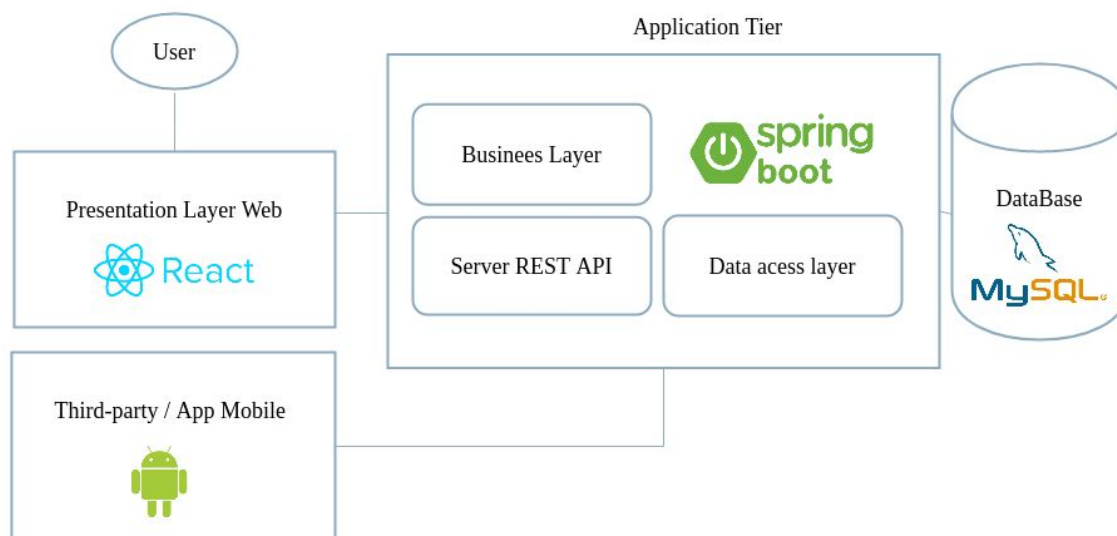 Application Tier
User
Businees Layer
spring
boot
Presentation Layer Web
React
DataBase
MySQL
Server REST API
Data acess layer
Third-party / App Mobile